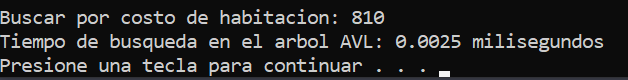 Buscar por costo de habitacion: 810
Tiempo de busqueda en el arbol AVL: 0.0025 milisegundos
Presione una tecla para continuar . . .